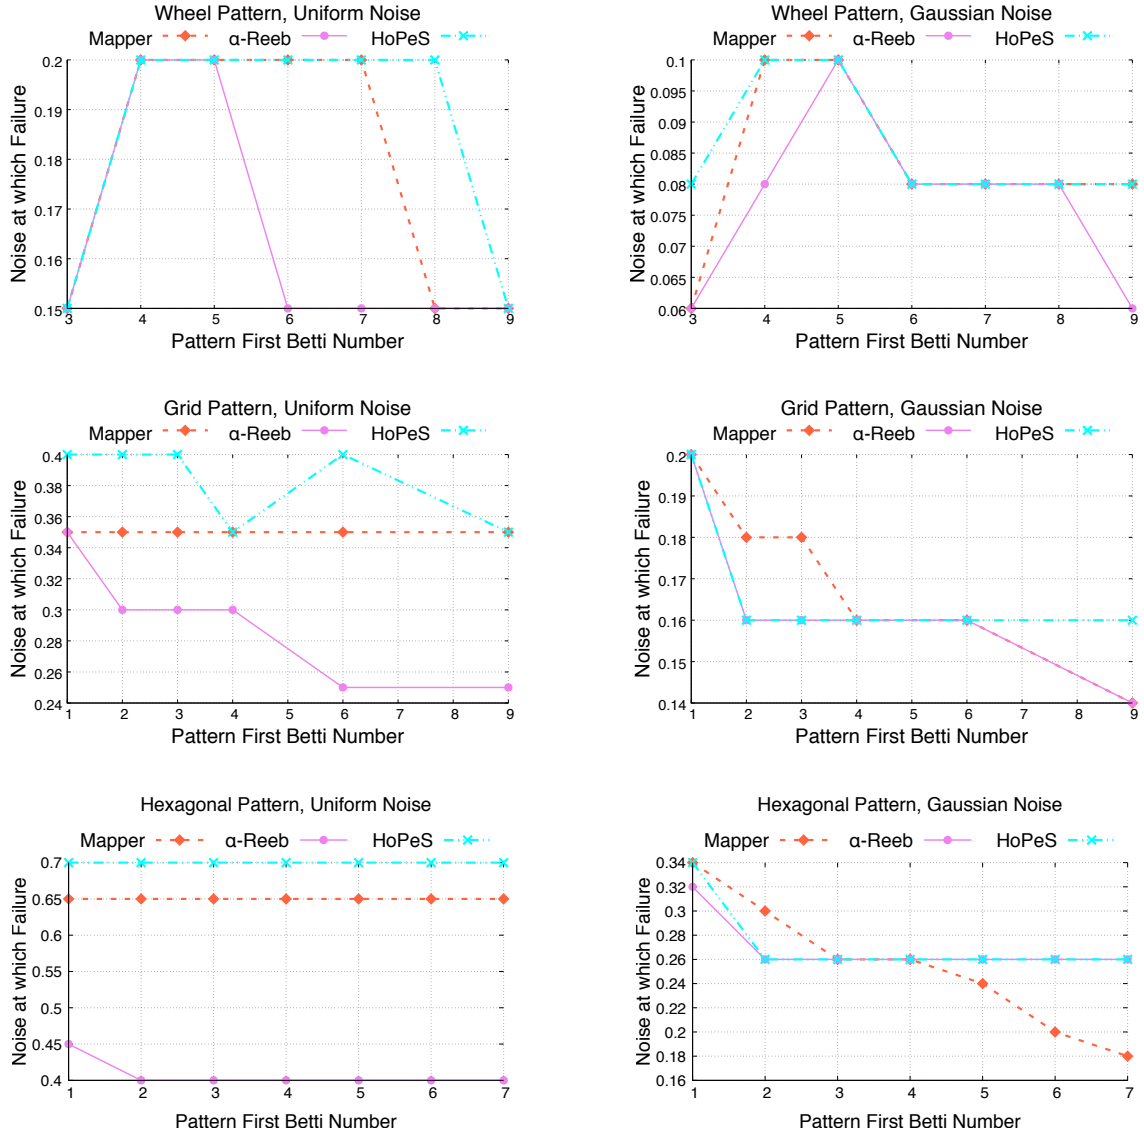 Wheel Pattern, Uniform Noise
Mapper α-Reeb HoPeS
0.2
0.19
0.18
0.17
0.16
0.15
3 4 5 6 7 8 9
Noise at which Failure
Pattern First Betti Number
Wheel Pattern, Gaussian Noise
Mapper α-Reeb HoPeS
0.1
0.095
0.09
0.085
0.08
0.075
0.07
0.065
0.06
3 4 5 6 7 8 9
Noise at which Failure
Pattern First Betti Number
Grid Pattern, Uniform Noise
Mapper α-Reeb HoPeS
0.4
0.38
0.36
0.34
0.32
0.3
0.28
0.26
0.24
1 2 3 4 5 6 7 8 9
Noise at which Failure
Pattern First Betti Number
Grid Pattern, Gaussian Noise
Mapper α-Reeb HoPeS
0.2
0.19
0.18
0.17
0.16
0.15
0.14
1 2 3 4 5 6 7 8 9
Noise at which Failure
Pattern First Betti Number
Hexagonal Pattern, Uniform Noise
Mapper α-Reeb HoPeS
0.7
0.65
0.6
0.55
0.5
0.45
0.4
1 2 3 4 5 6 7
Noise at which Failure
Pattern First Betti Number
Hexagonal Pattern, Gaussian Noise
Mapper α-Reeb HoPeS
0.34
0.32
0.3
0.28
0.26
0.24
0.22
0.2
0.18
0.16
1 2 3 4 5 6 7
Noise at which Failure
Pattern First Betti Number